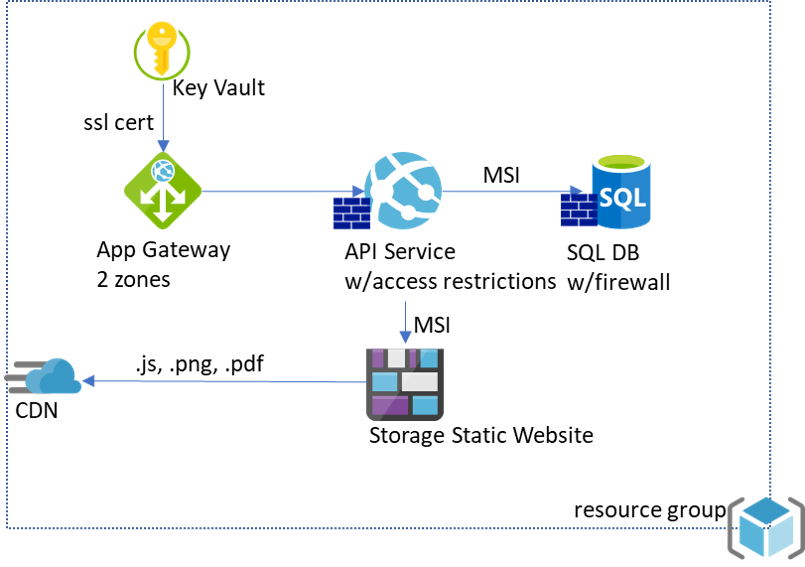 Key Vault
ssl cert
MSI
SQL
App Gateway
2 zones
API Service
w/access restrictions
SQL DB
w/firewall
MSI
.js, .png, .pdf
CDN
Storage Static Website
resource group